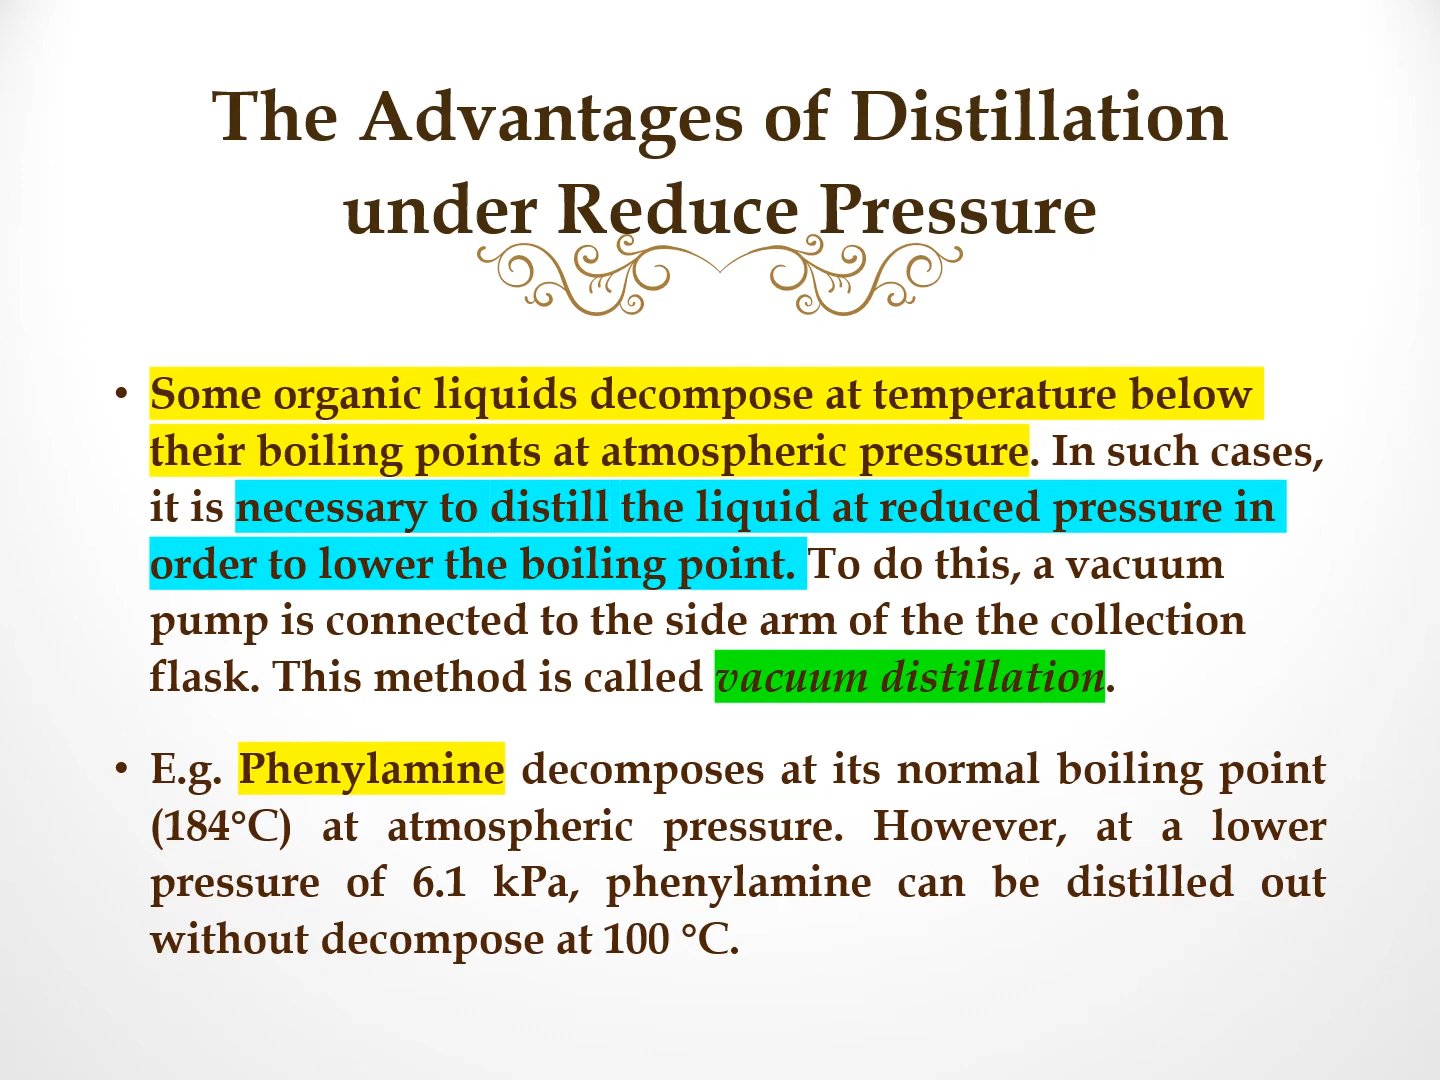 The Advantages of Distillation
under Reduce Pressure
• Some organic liquids decompose at temperature below
their boiling points at atmospheric pressure. In such cases,
it is necessary to distill the liquid at reduced pressure in
order to lower the boiling point. To do this, a vacuum
pump is connected to the side arm of the the collection
flask. This method is called vacuum distillation.
• E.g. Phenylamine decomposes at its normal boiling point
(184°C) at atmospheric pressure. However, at a lower
pressure of 6.1 kPa, phenylamine can be distilled out
without decompose at 100 °C.